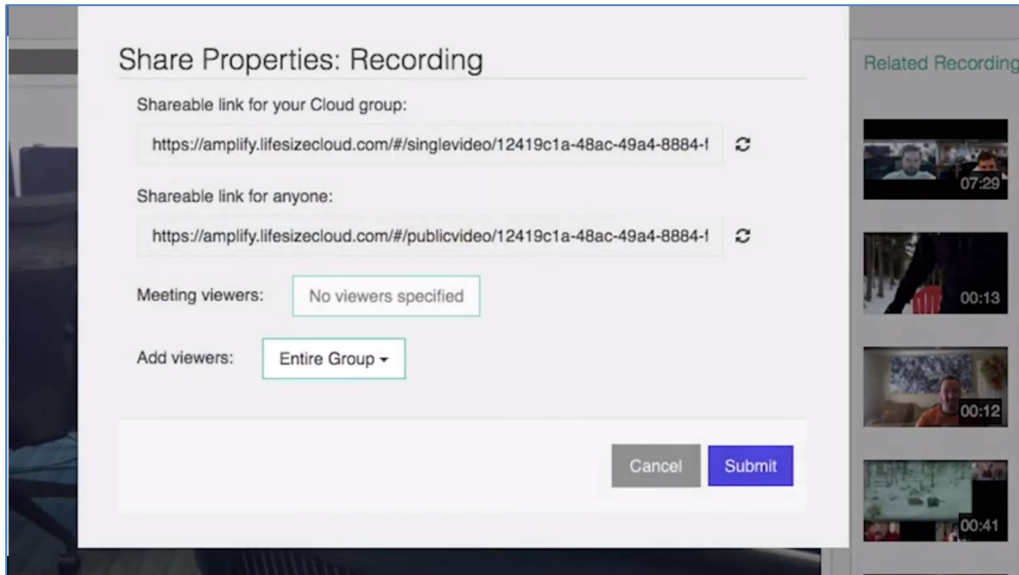 Share Properties: Recording
Shareable link for your Cloud group:
https://amplify.lifesizecloud.com/#/singlevideo/12419c1a-48ac-49a4-8884-f
Shareable link for anyone:
https://amplify.lifesizecloud.com/#/publicvideo/12419c1a-48ac-49a4-8884-f
Meeting viewers: No viewers specified
Add viewers: Entire Group
Cancel Submit
Related Recording
07:29
00:13
00:12
00:41